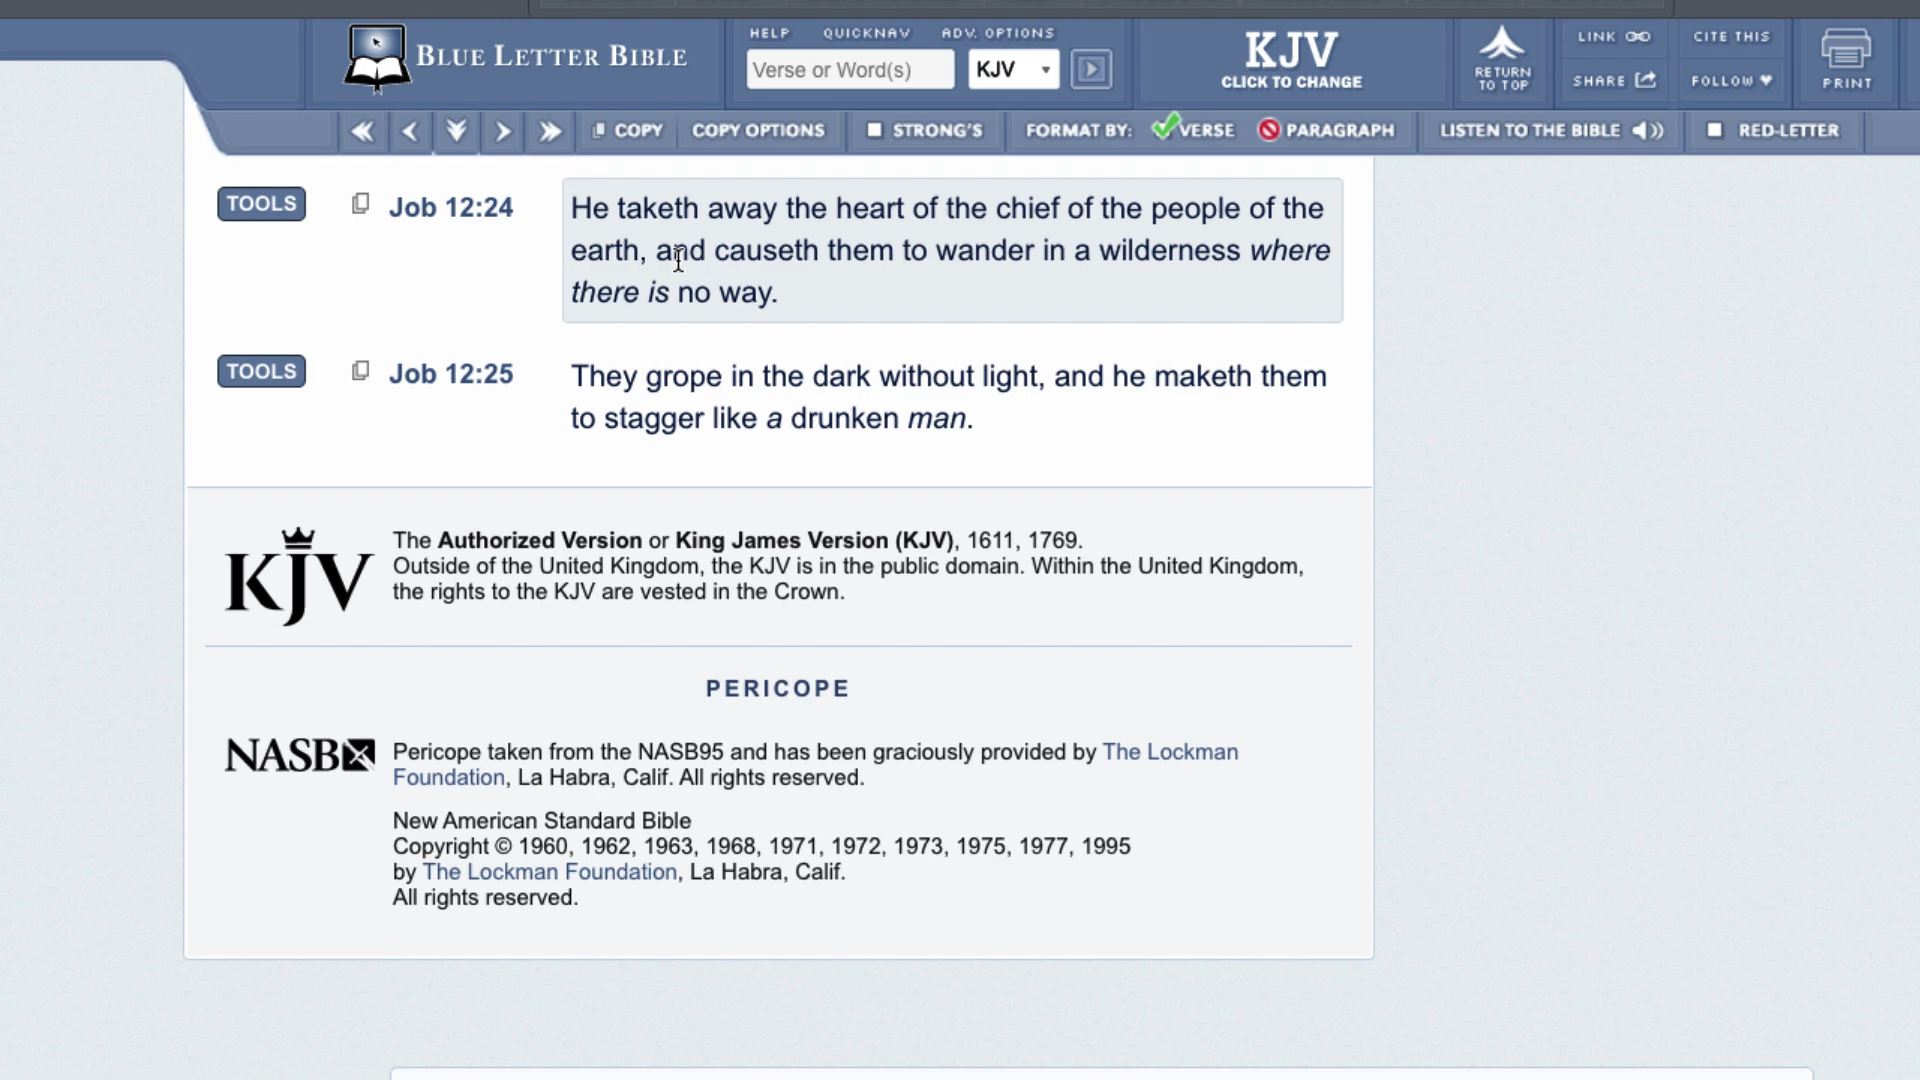 HELP QUICKNAV ADV. OPTIONS
BLUE LETTER BIBLE
Verse or Word(s)
KJV
KJV
CLICK TO CHANGE
RETURN
TO TOP
LINK
SHARE
CITE THIS
FOLLOW
PRINT
COPY COPY OPTIONS STRONG'S FORMAT BY: VERSE PARAGRAPH LISTEN TO THE BIBLE RED-LETTER
TOOLS Job 12:24 He taketh away the heart of the chief of the people of the
earth, and causeth them to wander in a wilderness where
there is no way.
TOOLS Job 12:25 They grope in the dark without light, and he maketh them
to stagger like a drunken man.
KJV
The Authorized Version or King James Version (KJV), 1611, 1769.
Outside of the United Kingdom, the KJV is in the public domain. Within the United Kingdom,
the rights to the KJV are vested in the Crown.
PERICOPE
NASB
Pericope taken from the NASB95 and has been graciously provided by The Lockman
Foundation, La Habra, Calif. All rights reserved.
New American Standard Bible
Copyright © 1960, 1962, 1963, 1968, 1971, 1972, 1973, 1975, 1977, 1995
by The Lockman Foundation, La Habra, Calif.
All rights reserved.